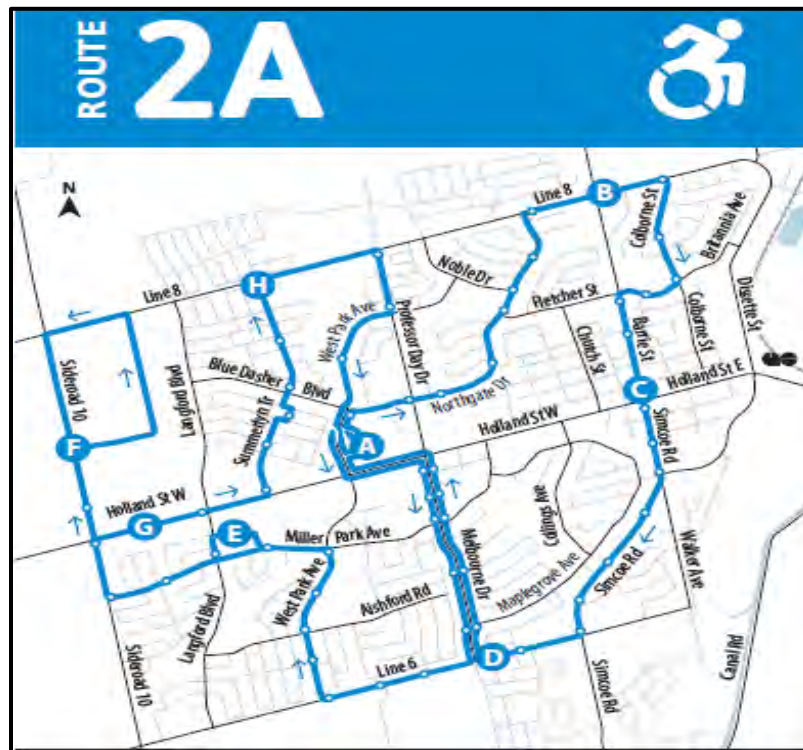 ROUTE
2A
N
Line 8
B
Colborne St
Britannia Ave
Noble Dr
H
Line 8
West Park Ave
Professor Day Dr
Fletcher St
Dissette St
Colborne St
Sideroad 10
Langford Blvd
Blue Dasher Blvd
Barrie St
Church St
Northgate Dr
C
Holland St E
Summerlyn Tr
F
A
Holland St W
Simcoe Rd
Holland St W
G
E
Miller Park Ave
Collings Ave
Melbourne Dr
Maplegrove Ave
Simcoe Rd
Walker Ave
West Park Ave
Aishford Rd
Langford Blvd
Sideroad 10
Line 6
D
Simcoe Rd
Canal Rd